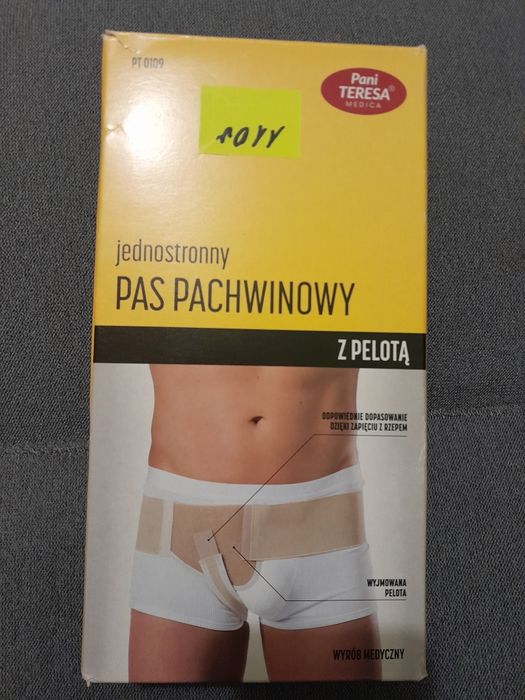 PT 0109
Pani
TERESA®
MEDICA
jednostronny
PAS PACHWINOWY
Z PELOTĄ
ODPOWIEDNIE DOPASOWANIE
DZIĘKI ZAPIĘCIU Z RZEPEM
WYJMOWANA
PELOTA
WYRÓB MEDYCZNY